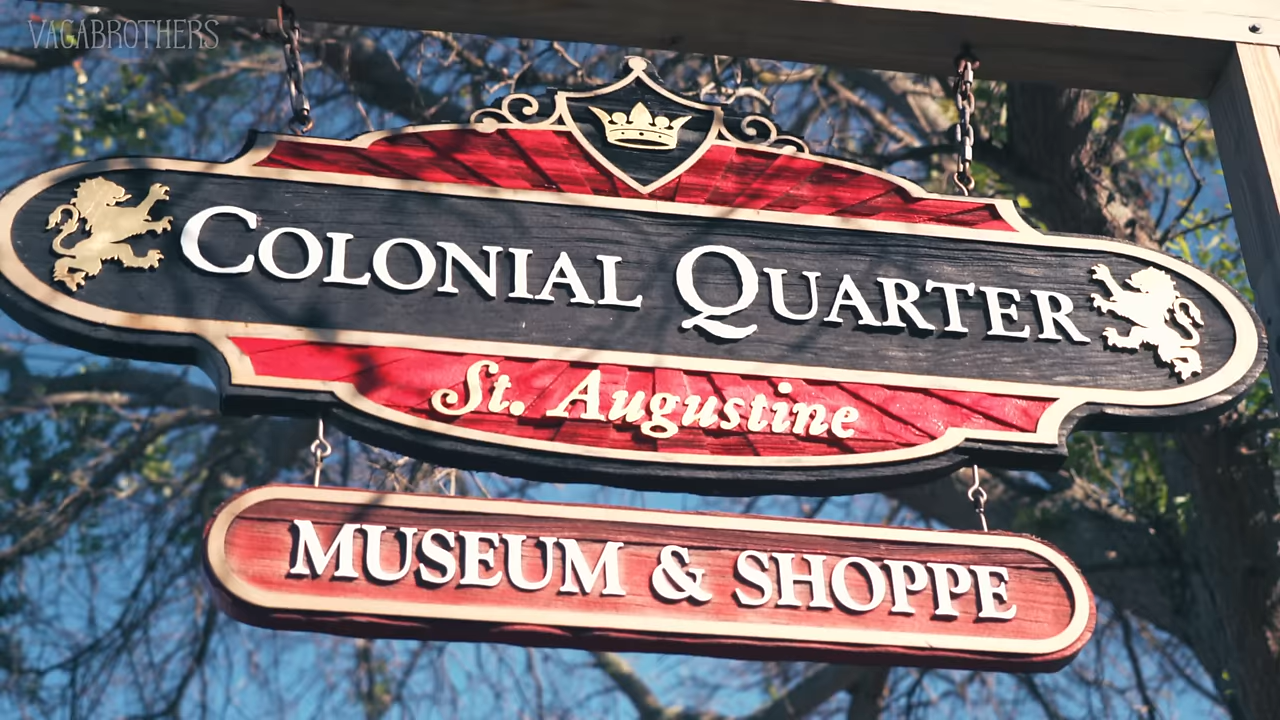 VAGABROTHERS
COLONIAL QUARTER
St. Augustine
MUSEUM & SHOPPE